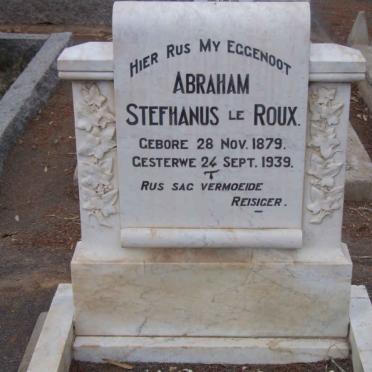 Hier Rus My Eggenoot
Abraham
Stefhanus le Roux.
Gebore 28 Nov. 1879.
Gesterwe 24 Sept. 1939.
Rus sag vermoeide
Reisiger.